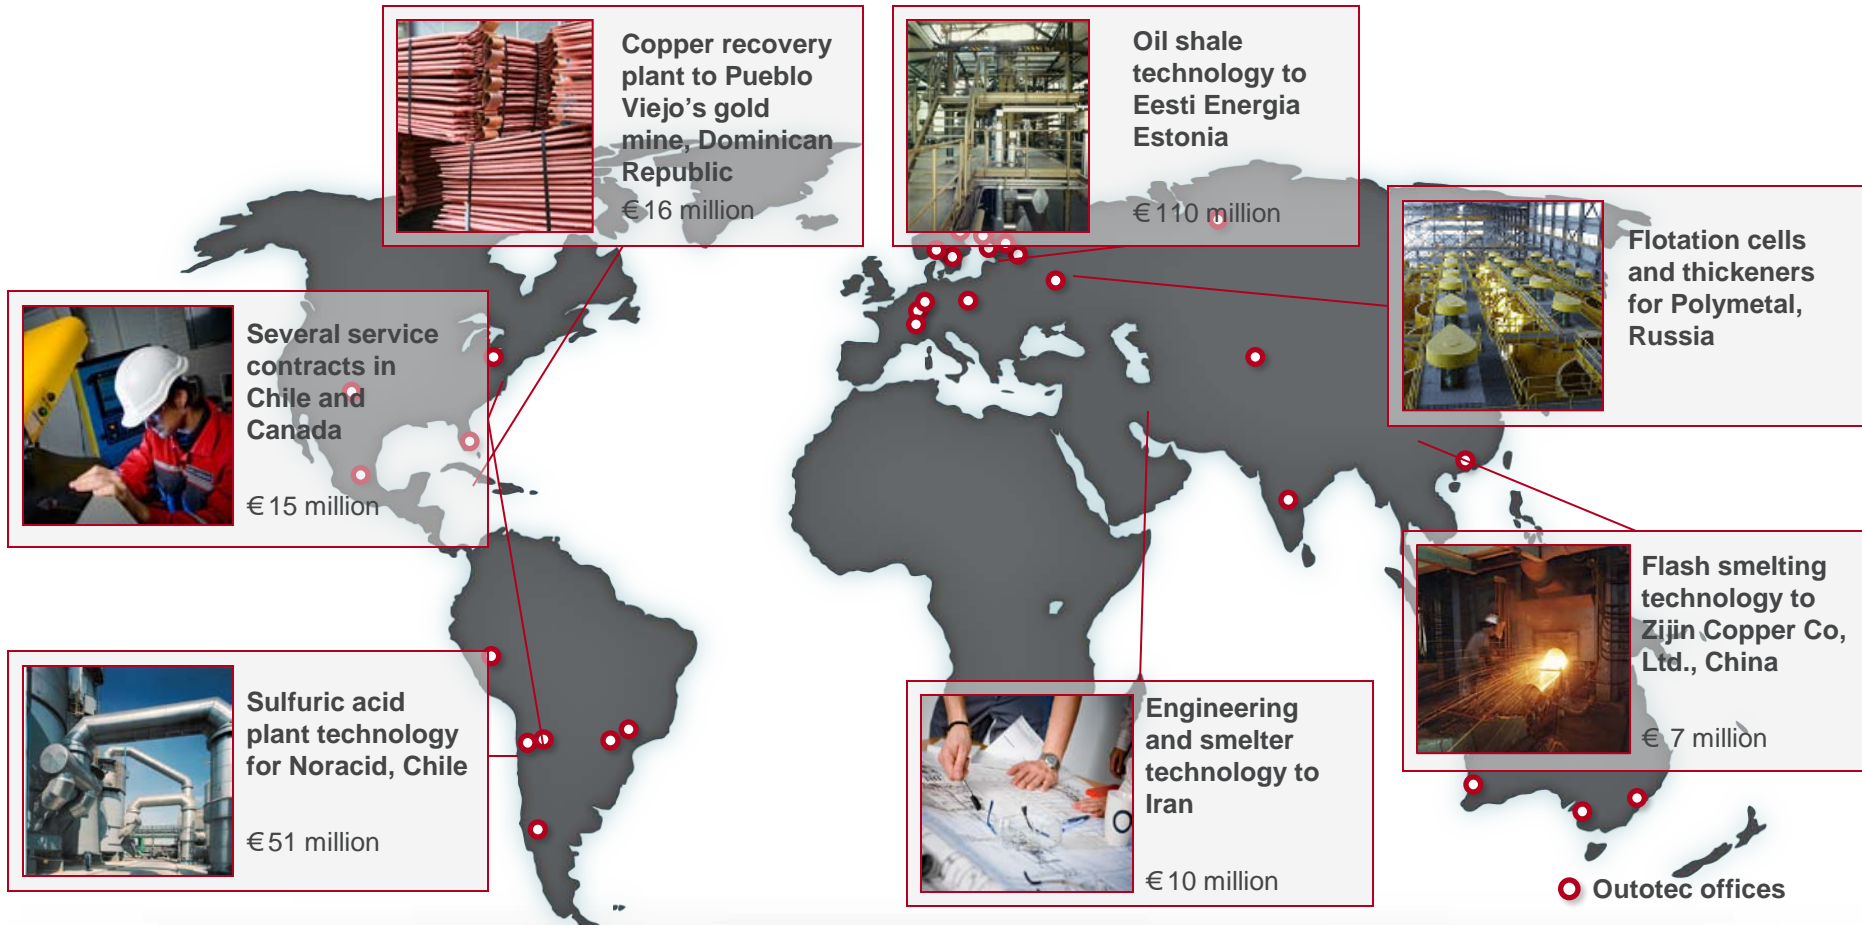 Copper recovery
plant to Pueblo
Viejo's gold
mine, Dominican
Republic
€16 million
Oil shale
technology to
Eesti Energia
Estonia
€110 million
Flotation cells
and thickeners
for Polymetal,
Russia
Several service
contracts in
Chile and
Canada
€15 million
Flash smelting
technology to
Zijin Copper Co,
Ltd., China
€ 7 million
Sulfuric acid
plant technology
for Noracid, Chile
€51 million
Engineering
and smelter
technology to
Iran
€10 million
Outotec offices